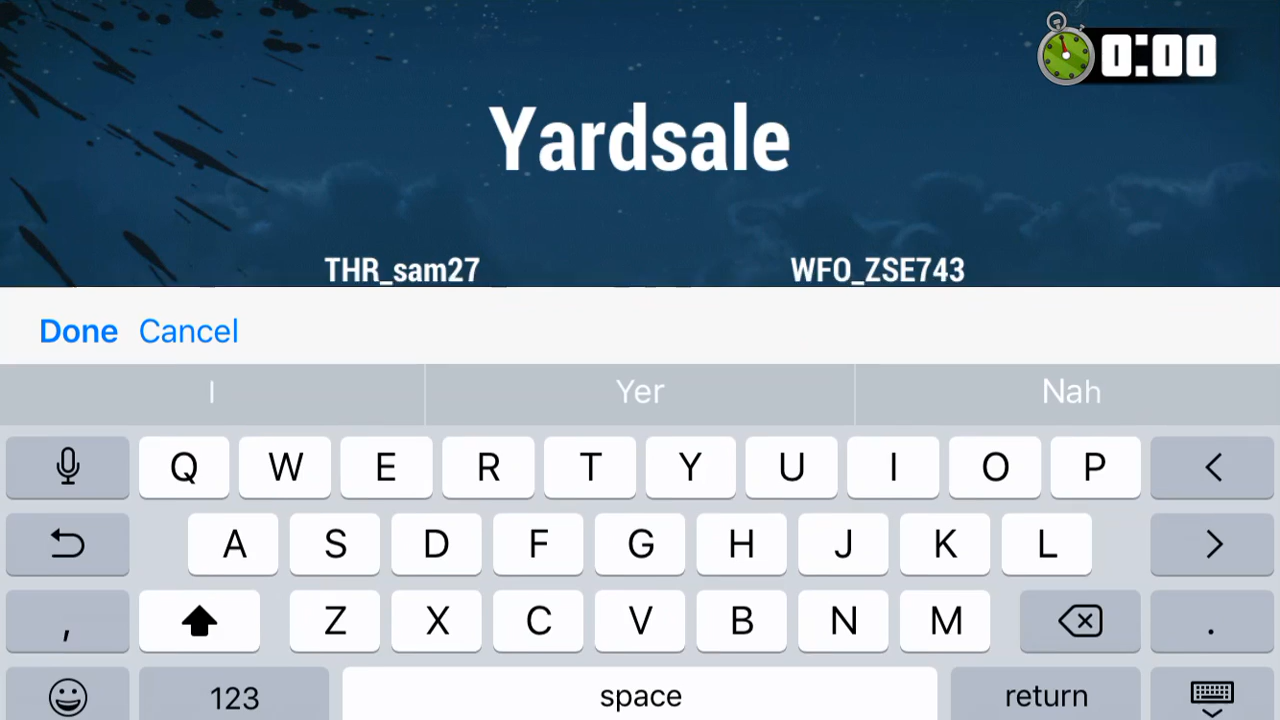 0:00
Yardsale
THR_sam27 WFO_ZSE743
Done Cancel
I Yer Nah
Q W E R T Y U I O P <
A S D F G H J K L >
, Z X C V B N M .
123 space return